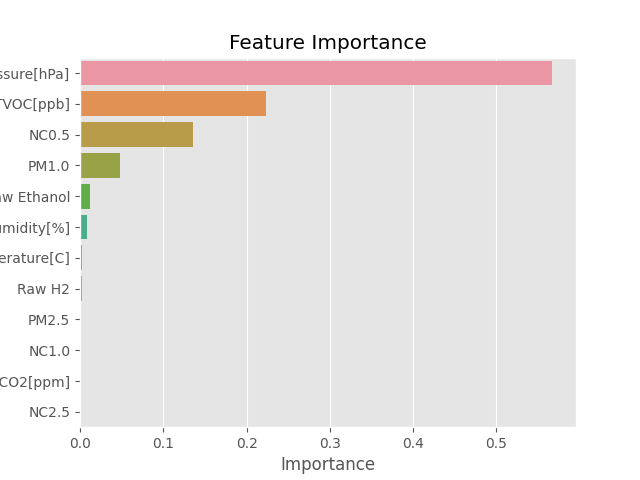 Feature Importance
ssure[hPa]
TVOC[ppb]
NC0.5
PM1.0
aw Ethanol
umidity[%]
erature[C]
Raw H2
PM2.5
NC1.0
CO2[ppm]
NC2.5
0.0 0.1 0.2 0.3 0.4 0.5
Importance